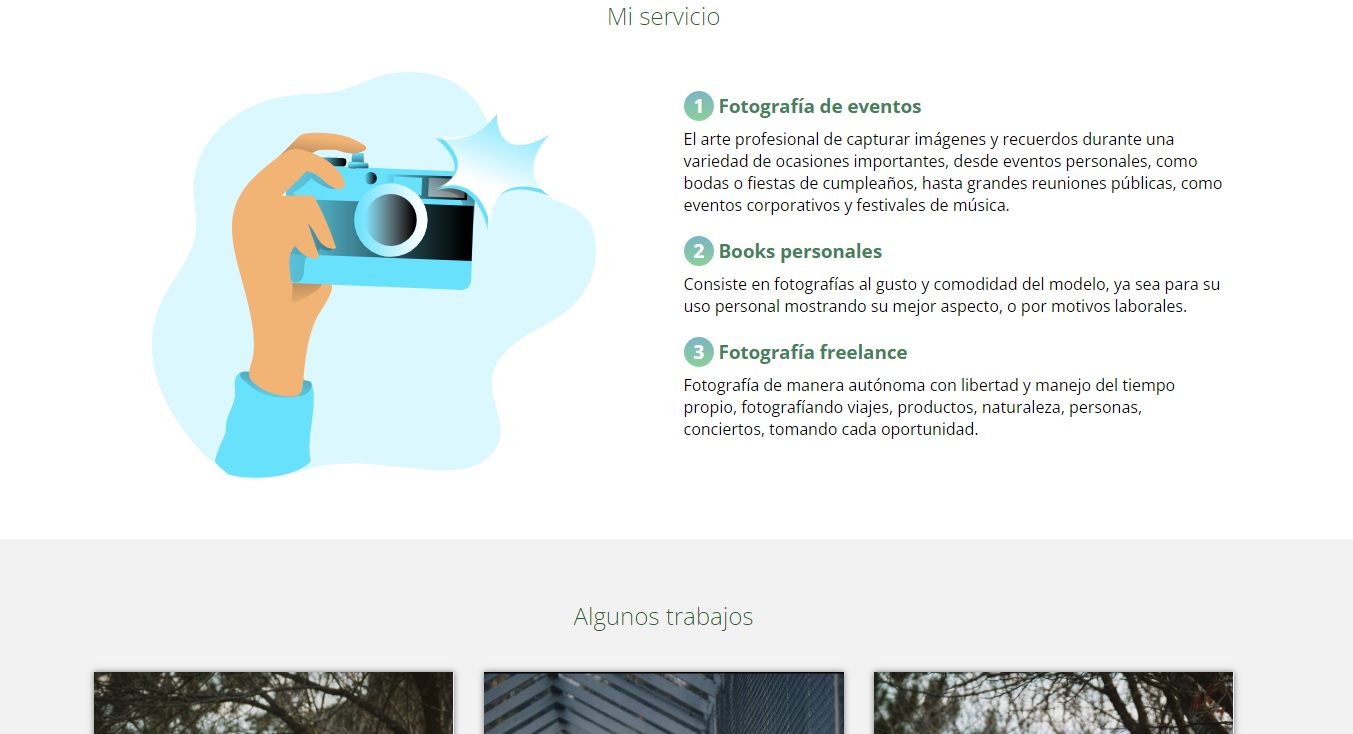 Mi servicio
1 Fotografía de eventos
El arte profesional de capturar imágenes y recuerdos durante una
variedad de ocasiones importantes, desde eventos personales, como
bodas o fiestas de cumpleaños, hasta grandes reuniones públicas, como
eventos corporativos y festivales de música.
2 Books personales
Consiste en fotografías al gusto y comodidad del modelo, ya sea para su
uso personal mostrando su mejor aspecto, o por motivos laborales.
3 Fotografía freelance
Fotografía de manera autónoma con libertad y manejo del tiempo
propio, fotografíando viajes, productos, naturaleza, personas,
conciertos, tomando cada oportunidad.
Algunos trabajos